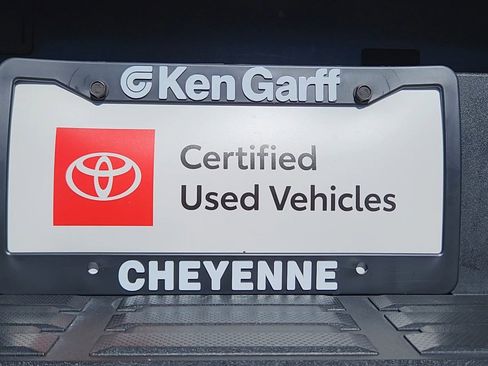 Ken Garff
Certified
Used Vehicles
CHEYENNE